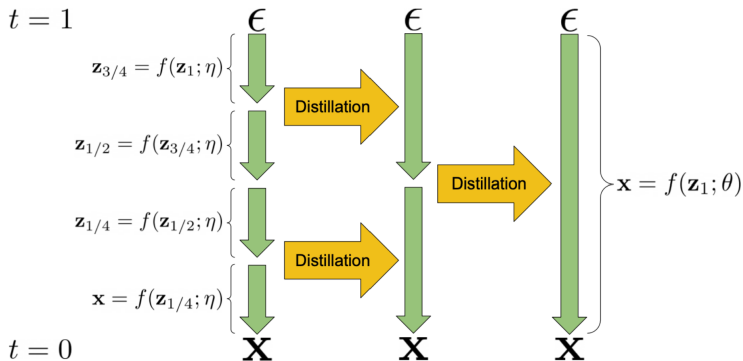 t = 1
ϵ
ϵ
ϵ
z_{3/4} = f(z_1; η)
Distillation
z_{1/2} = f(z_{3/4}; η)
Distillation
x = f(z_1; θ)
z_{1/4} = f(z_{1/2}; η)
Distillation
x = f(z_{1/4}; η)
t = 0
x
x
x